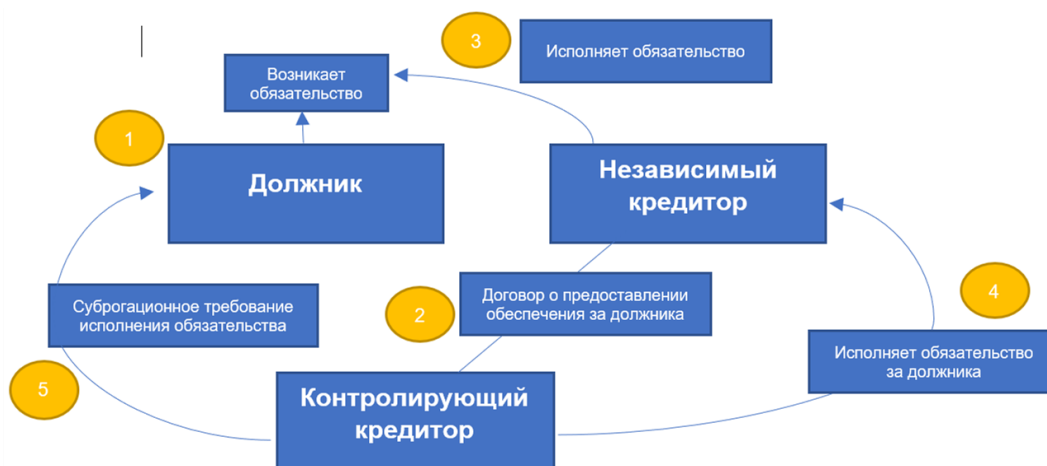 3
Исполняет обязательство
Возникает
обязательство
1
Должник
Независимый
кредитор
Суброгационное требование
исполнения обязательства
2
Договор о предоставлении
обеспечения за должника
4
Исполняет обязательство
за должника
5
Контролирующий
кредитор